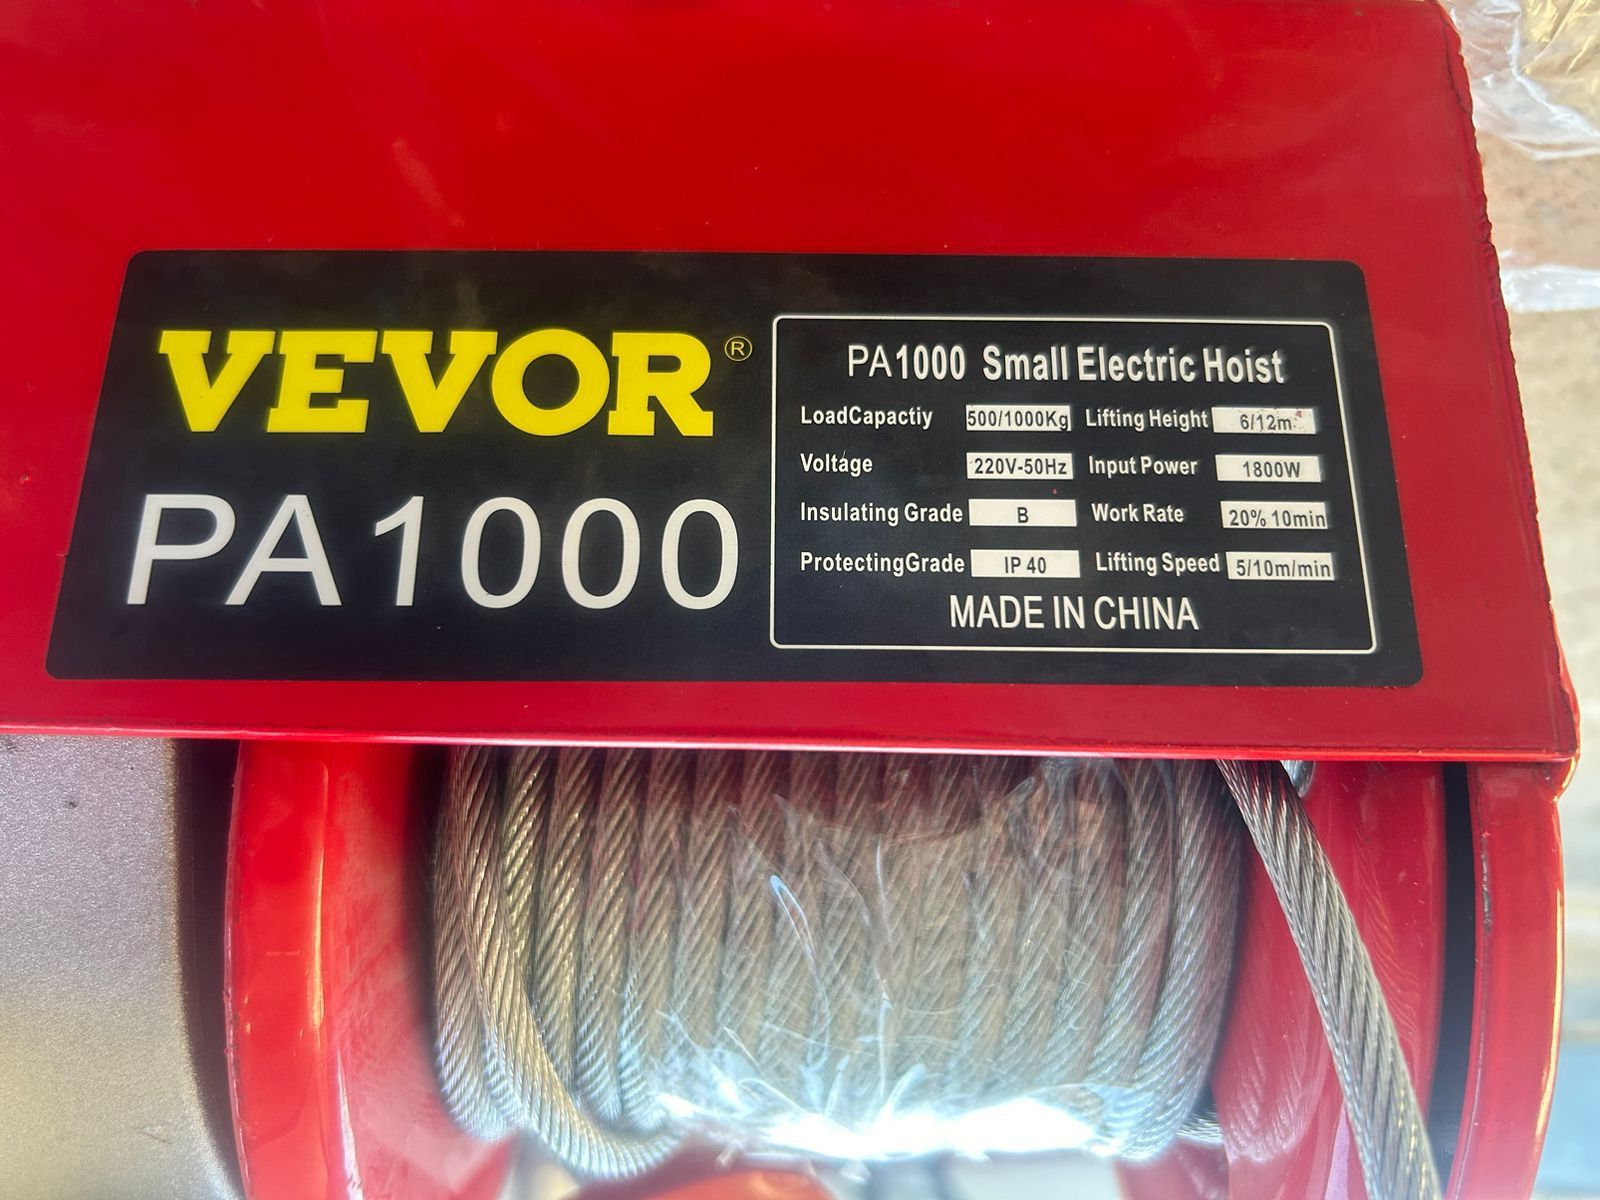 VEVOR®
PA1000
PA1000 Small Electric Hoist
LoadCapactiy 500/1000Kg Lifting Height 6/12m
Voltage 220V-50Hz Input Power 1800W
Insulating Grade B Work Rate 20% 10min
ProtectingGrade IP 40 Lifting Speed 5/10m/min
MADE IN CHINA